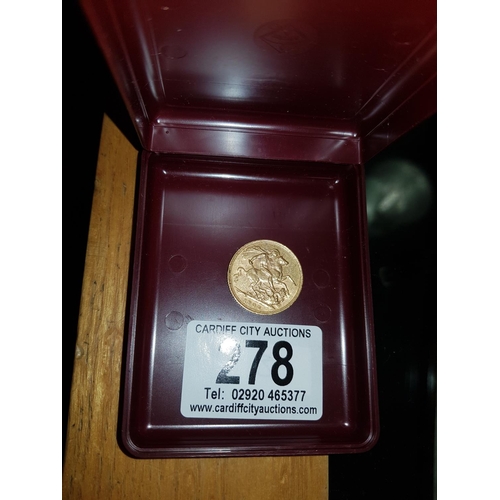 CARDIFF CITY AUCTIONS
278
Tel: 02920 465377
www.cardiffcityauctions.com